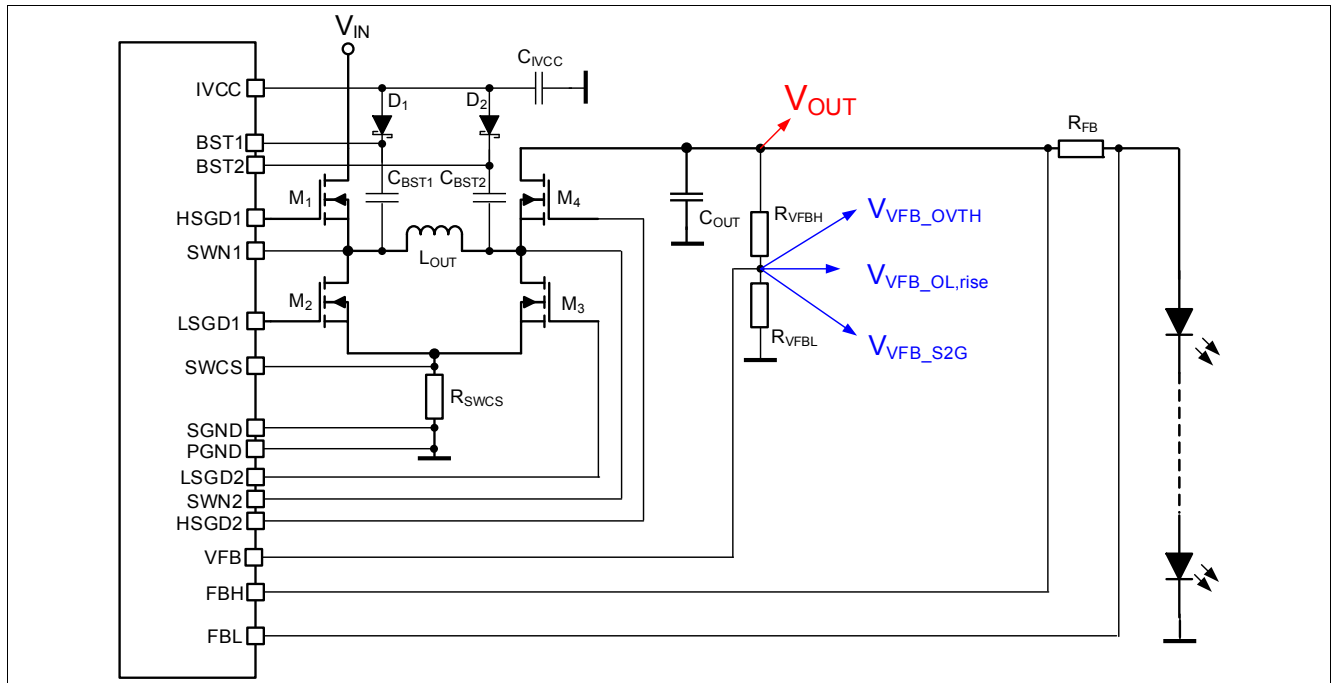 VIN
CIVCC
IVCC
D1
D2
VOUT
RFB
BST1
BST2
CBST1
CBST2
M1
M4
HSGD1
COUT
RVFBH
VVFB_OVTH
SWN1
LOUT
VVFB_OL,rise
M2
M3
LSGD1
RVFBL
VVFB_S2G
SWCS
RSWCS
SGND
PGND
LSGD2
SWN2
HSGD2
VFB
FBH
FBL